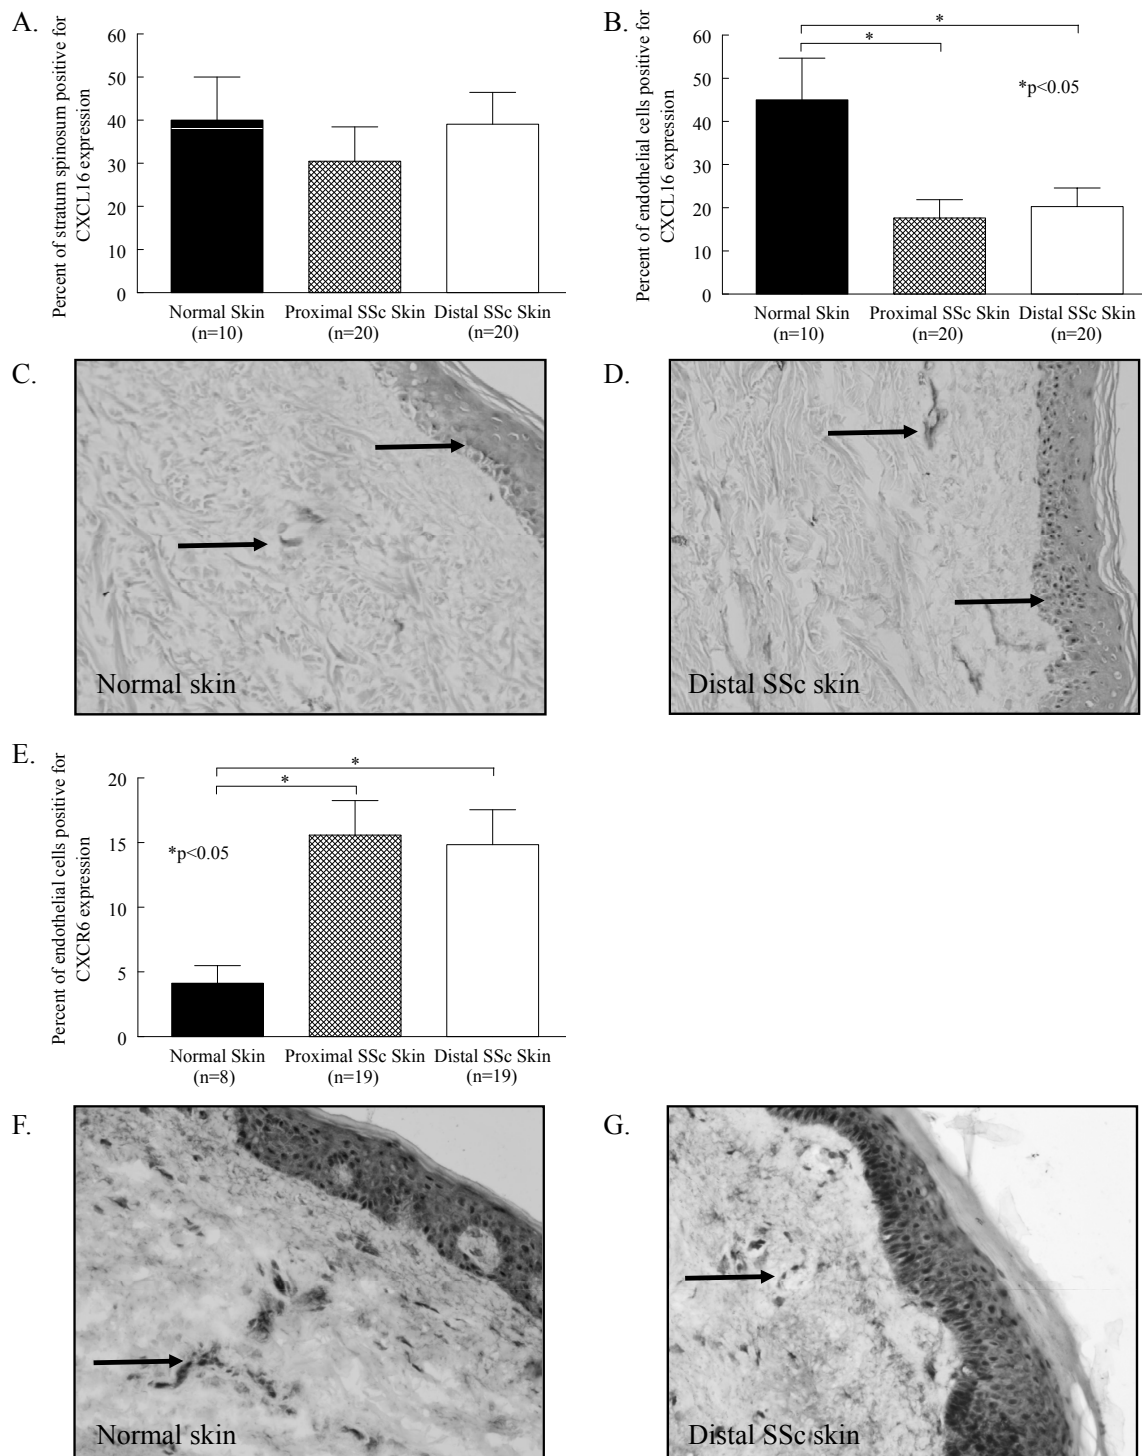 A.
Percent of stratum spinosum positive for
CXCL16 expression
60
50
40
30
20
10
0
Normal Skin
(n=10)
Proximal SSc Skin
(n=20)
Distal SSc Skin
(n=20)
B.
Percent of endothelial cells positive for
CXCL16 expression
60
50
40
30
20
10
0
*
*
*p<0.05
Normal Skin
(n=10)
Proximal SSc Skin
(n=20)
Distal SSc Skin
(n=20)
C.
Normal skin
D.
Distal SSc skin
E.
Percent of endothelial cells positive for
CXCR6 expression
20
15
10
5
0
*
*
*p<0.05
Normal Skin
(n=8)
Proximal SSc Skin
(n=19)
Distal SSc Skin
(n=19)
F.
Normal skin
G.
Distal SSc skin